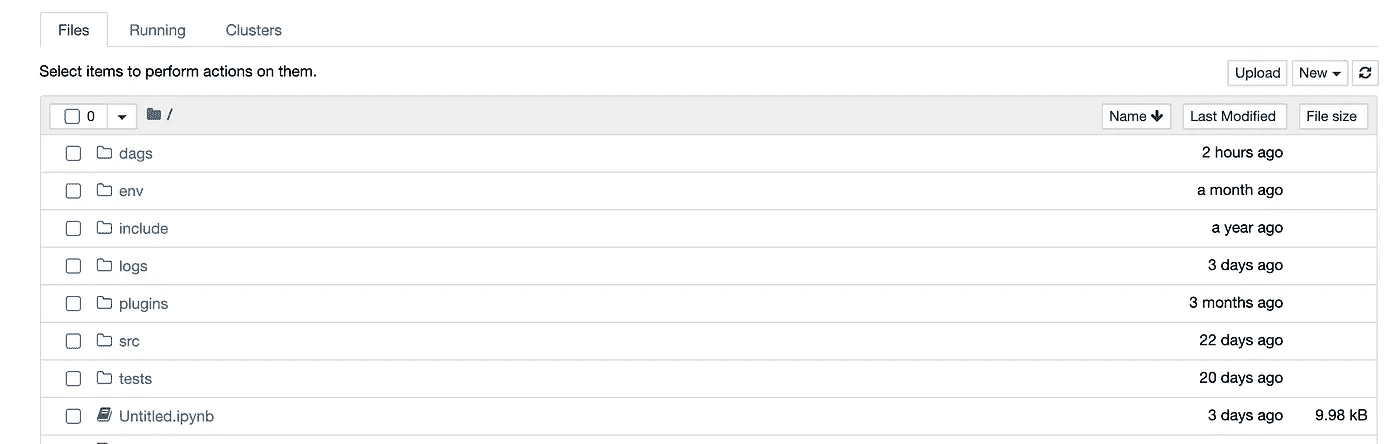 Files Running Clusters
Select items to perform actions on them.
Upload New
0 / Name Last Modified File size
dags 2 hours ago
env a month ago
include a year ago
logs 3 days ago
plugins 3 months ago
src 22 days ago
tests 20 days ago
Untitled.ipynb 3 days ago 9.98 kB